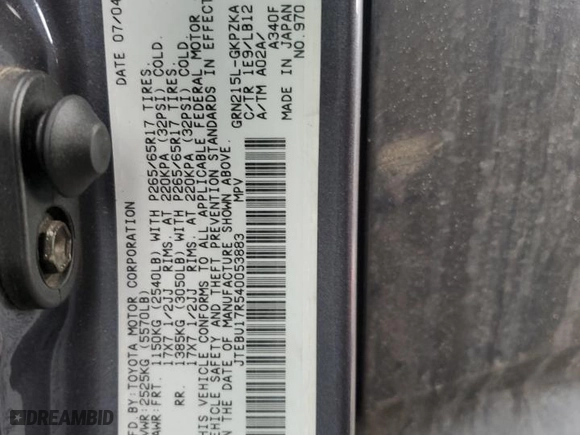 MFD. BY:TOYOTA MOTOR CORPORATION DATE 07/04
GVWR:2525KG (5570LB)
GAWR:FRT. 1150KG (2540LB) WITH P265/65R17 TIRES.
17X7 1/2JJ RIMS. AT 220KPA (32PSI) COLD.
RR. 1385KG (3050LB) WITH P265/65R17 TIRES.
17X7 1/2JJ RIMS. AT 220KPA (32PSI) COLD.
THIS VEHICLE CONFORMS TO ALL APPLICABLE FEDERAL MOTOR
VEHICLE SAFETY AND THEFT PREVENTION STANDARDS IN EFFECT
ON THE DATE OF MANUFACTURE SHOWN ABOVE.
JTEBU17R540053883 MPV
GRN215L-GKPZKA
C/TR 1E9/LB12
A/TM A02A/ A340F
MADE IN JAPAN NO.970
DREAMBID